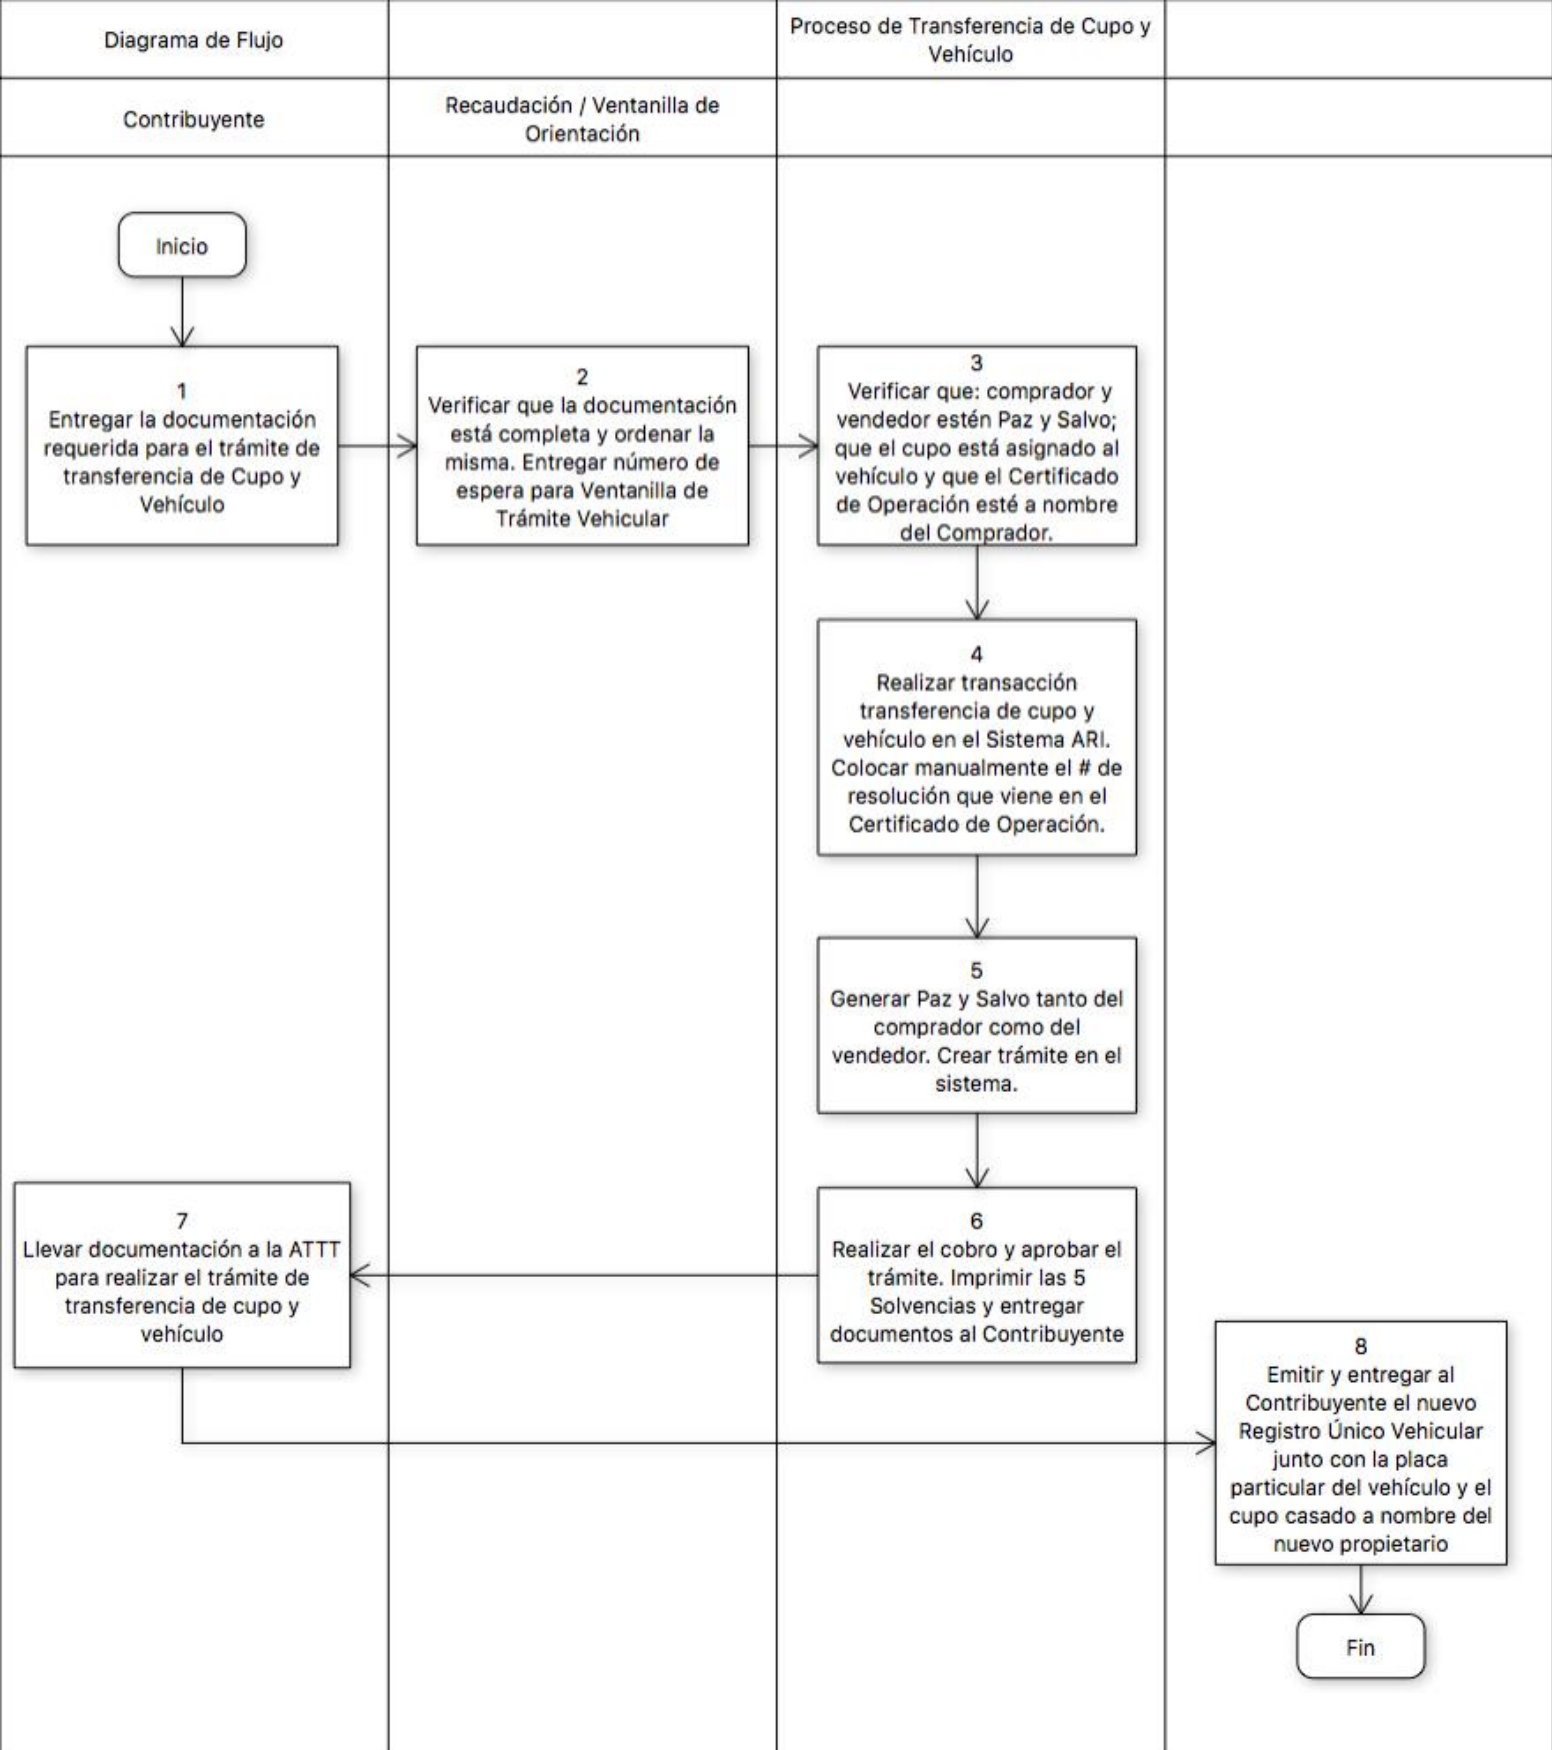 Diagrama de Flujo
Proceso de Transferencia de Cupo y
Vehículo
Contribuyente
Recaudación / Ventanilla de
Orientación
Inicio
1
Entregar la documentación
requerida para el trámite de
transferencia de Cupo y
Vehículo
2
Verificar que la documentación
está completa y ordenar la
misma. Entregar número de
espera para Ventanilla de
Trámite Vehicular
3
Verificar que: comprador y
vendedor estén Paz y Salvo;
que el cupo está asignado al
vehículo y que el Certificado
de Operación esté a nombre
del Comprador.
4
Realizar transacción
transferencia de cupo y
vehículo en el Sistema ARI.
Colocar manualmente el # de
resolución que viene en el
Certificado de Operación.
5
Generar Paz y Salvo tanto del
comprador como del
vendedor. Crear trámite en el
sistema.
6
Realizar el cobro y aprobar el
trámite. Imprimir las 5
Solvencias y entregar
documentos al Contribuyente
7
Llevar documentación a la ATTT
para realizar el trámite de
transferencia de cupo y
vehículo
8
Emitir y entregar al
Contribuyente el nuevo
Registro Único Vehicular
junto con la placa
particular del vehículo y el
cupo casado a nombre del
nuevo propietario
Fin